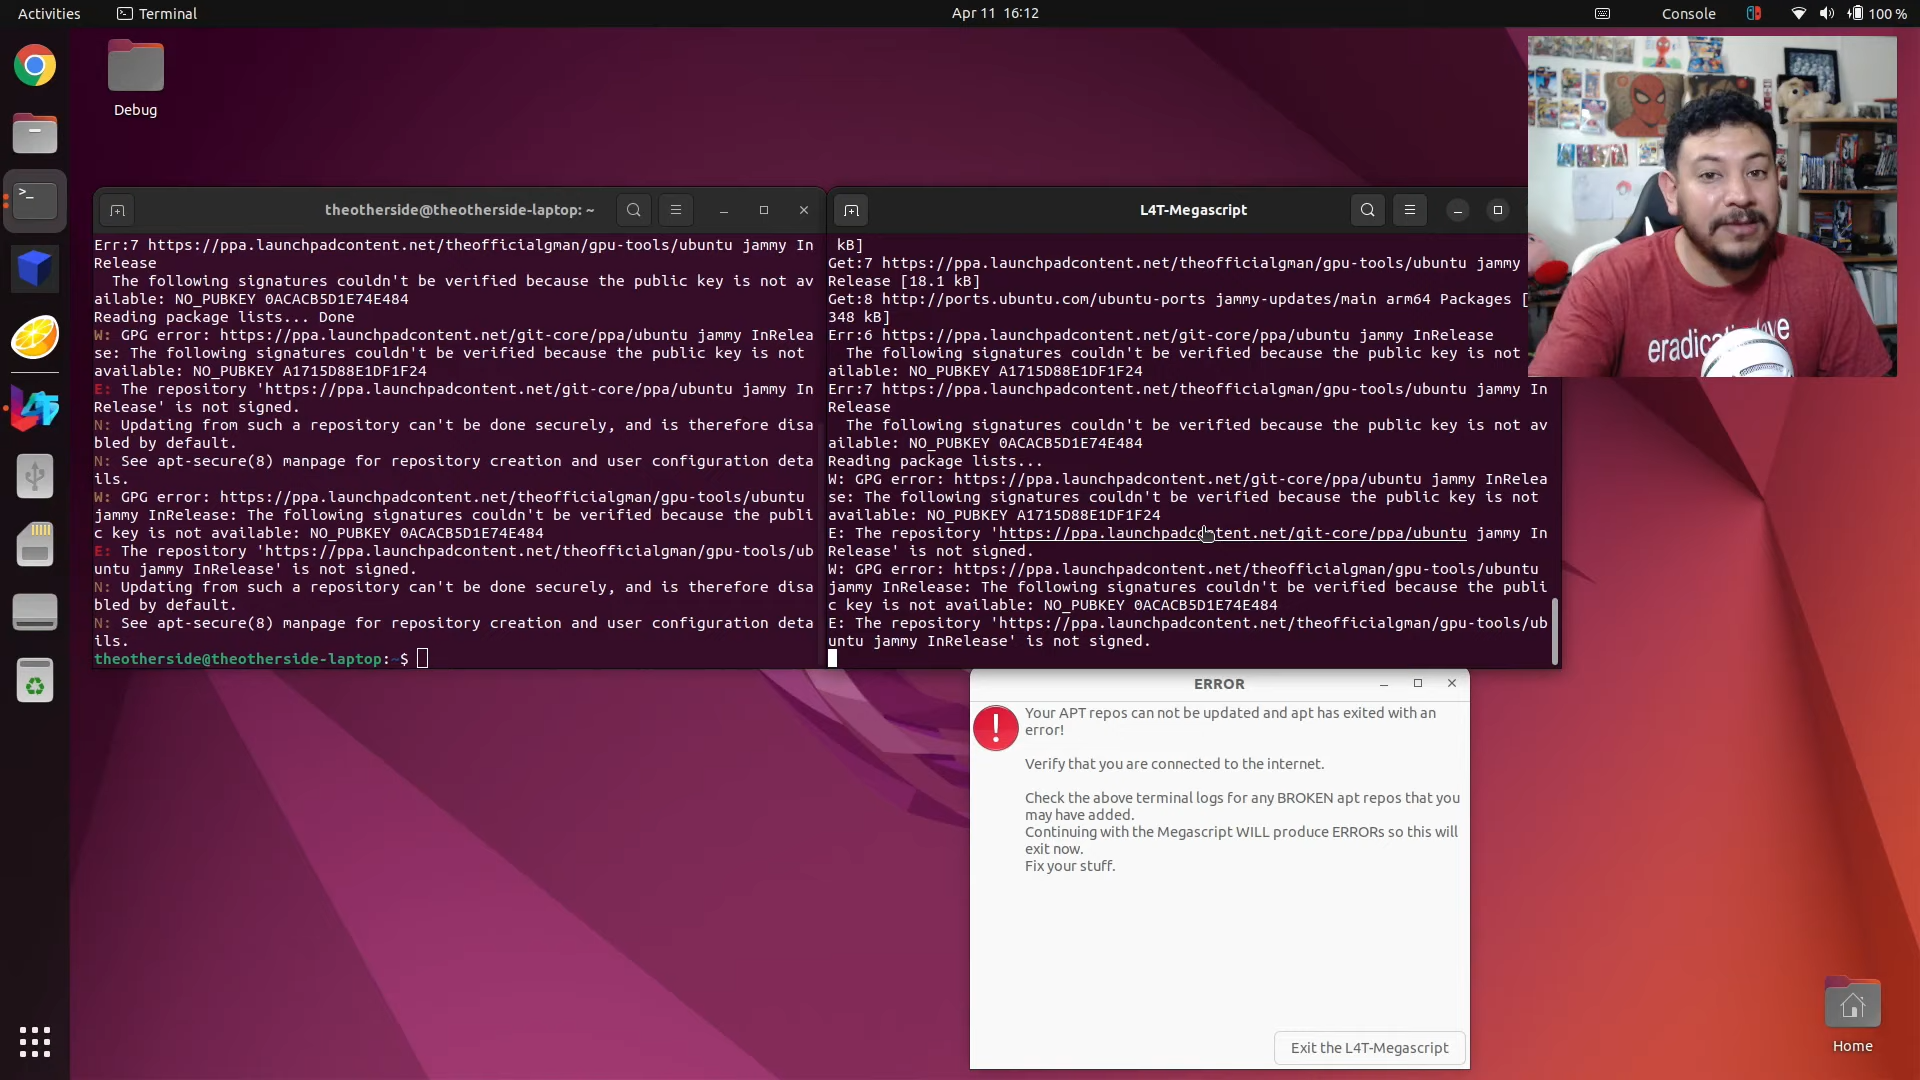 Activities
Terminal
Apr 11 16:12
Console
100 %
Debug
theotherside@theotherside-laptop: ~
Err:7 https://ppa.launchpadcontent.net/theofficialgman/gpu-tools/ubuntu jammy In
Release
The following signatures couldn't be verified because the public key is not av
ailable: NO_PUBKEY 0ACACB5D1E74E484
Reading package lists... Done
W: GPG error: https://ppa.launchpadcontent.net/git-core/ppa/ubuntu jammy InRelea
se: The following signatures couldn't be verified because the public key is not
available: NO_PUBKEY A1715D88E1DF1F24
E: The repository 'https://ppa.launchpadcontent.net/git-core/ppa/ubuntu jammy In
Release' is not signed.
N: Updating from such a repository can't be done securely, and is therefore disa
bled by default.
N: See apt-secure(8) manpage for repository creation and user configuration deta
ils.
W: GPG error: https://ppa.launchpadcontent.net/theofficialgman/gpu-tools/ubuntu
jammy InRelease: The following signatures couldn't be verified because the publi
c key is not available: NO_PUBKEY 0ACACB5D1E74E484
E: The repository 'https://ppa.launchpadcontent.net/theofficialgman/gpu-tools/ub
untu jammy InRelease' is not signed.
N: Updating from such a repository can't be done securely, and is therefore disa
bled by default.
N: See apt-secure(8) manpage for repository creation and user configuration deta
ils.
theotherside@theotherside-laptop:~$
L4T-Megascript
kB]
Get:7 https://ppa.launchpadcontent.net/theofficialgman/gpu-tools/ubuntu jammy
Release [18.1 kB]
Get:8 http://ports.ubuntu.com/ubuntu-ports jammy-updates/main arm64 Packages [
348 kB]
Err:6 https://ppa.launchpadcontent.net/git-core/ppa/ubuntu jammy InRelease
The following signatures couldn't be verified because the public key is not
ailable: NO_PUBKEY A1715D88E1DF1F24
Err:7 https://ppa.launchpadcontent.net/theofficialgman/gpu-tools/ubuntu jammy In
Release
The following signatures couldn't be verified because the public key is not av
ailable: NO_PUBKEY 0ACACB5D1E74E484
Reading package lists...
W: GPG error: https://ppa.launchpadcontent.net/git-core/ppa/ubuntu jammy InRelea
se: The following signatures couldn't be verified because the public key is not
available: NO_PUBKEY A1715D88E1DF1F24
E: The repository 'https://ppa.launchpadcontent.net/git-core/ppa/ubuntu jammy In
Release' is not signed.
W: GPG error: https://ppa.launchpadcontent.net/theofficialgman/gpu-tools/ubuntu
jammy InRelease: The following signatures couldn't be verified because the publi
c key is not available: NO_PUBKEY 0ACACB5D1E74E484
E: The repository 'https://ppa.launchpadcontent.net/theofficialgman/gpu-tools/ub
untu jammy InRelease' is not signed.
ERROR
Your APT repos can not be updated and apt has exited with an
error!
Verify that you are connected to the internet.
Check the above terminal logs for any BROKEN apt repos that you
may have added.
Continuing with the Megascript WILL produce ERRORs so this will
exit now.
Fix your stuff.
Exit the L4T-Megascript
Home